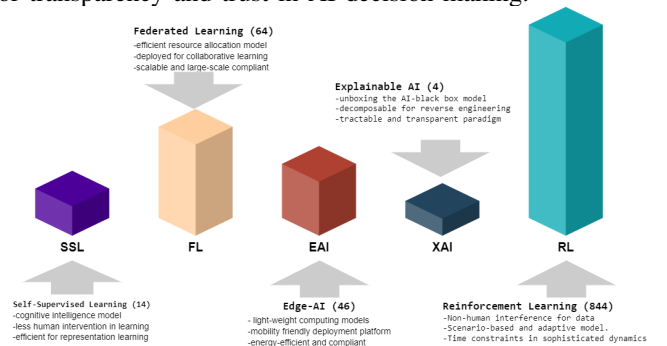 or transparency and trust in AI decision-making.
Federated Learning (64)
-efficient resource allocation model
-deployed for collaborative learning
-scalable and large-scale compliant
Explainable AI (4)
-unboxing the AI-black box model
-decomposable for reverse engineering
-tractable and transparent paradigm
SSL
FL
EAI
XAI
RL
Self-Supervised Learning (14)
-cognitive intelligence model
-less human intervention in learning
-efficient for representation learning
Edge-AI (46)
- light-weight computing models
-mobility friendly deployment platform
-energy-efficient and compliant
Reinforcement Learning (844)
-Non-human interference for data
-Scenario-based and adaptive model.
-Time constraints in sophisticated dynamics